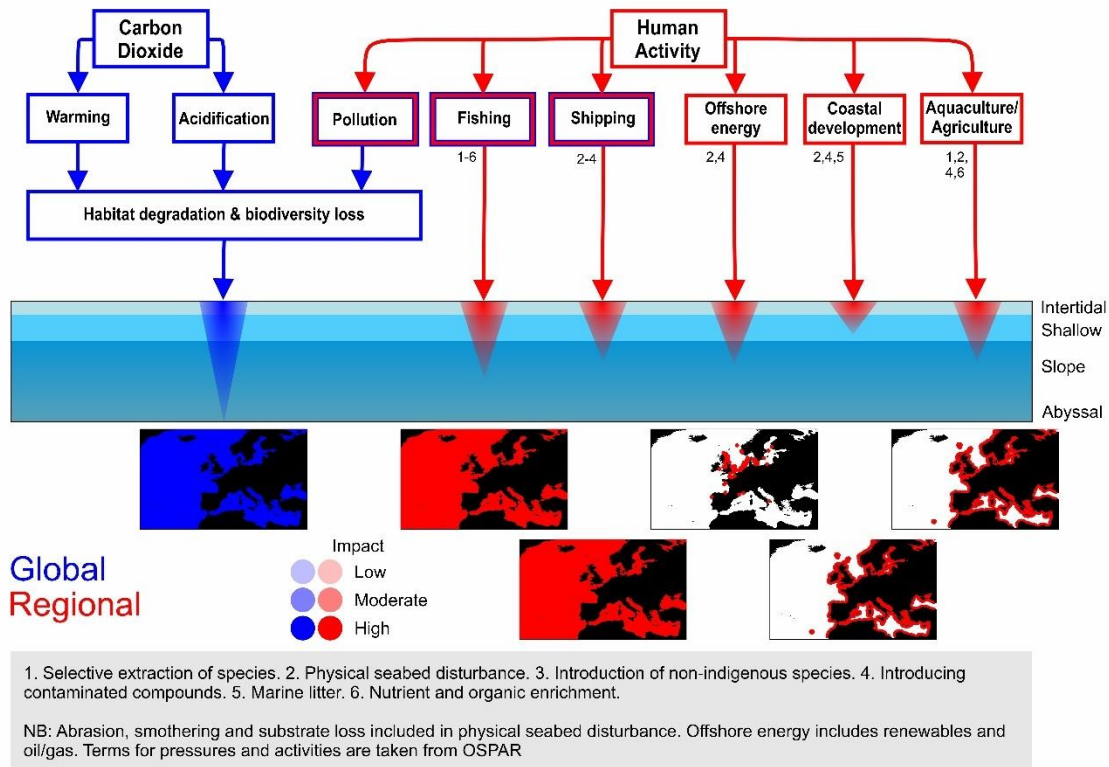 Carbon
Dioxide
Human
Activity
Warming
Acidification
Pollution
Fishing
Shipping
Offshore
energy
Coastal
development
Aquaculture/
Agriculture
1-6
2-4
2,4
2,4,5
1,2,
4,6
Habitat degradation & biodiversity loss
Intertidal
Shallow
Slope
Abyssal
Global
Regional
Impact
Low
Moderate
High
1. Selective extraction of species. 2. Physical seabed disturbance. 3. Introduction of non-indigenous species. 4. Introducing
contaminated compounds. 5. Marine litter. 6. Nutrient and organic enrichment.
NB: Abrasion, smothering and substrate loss included in physical seabed disturbance. Offshore energy includes renewables and
oil/gas. Terms for pressures and activities are taken from OSPAR